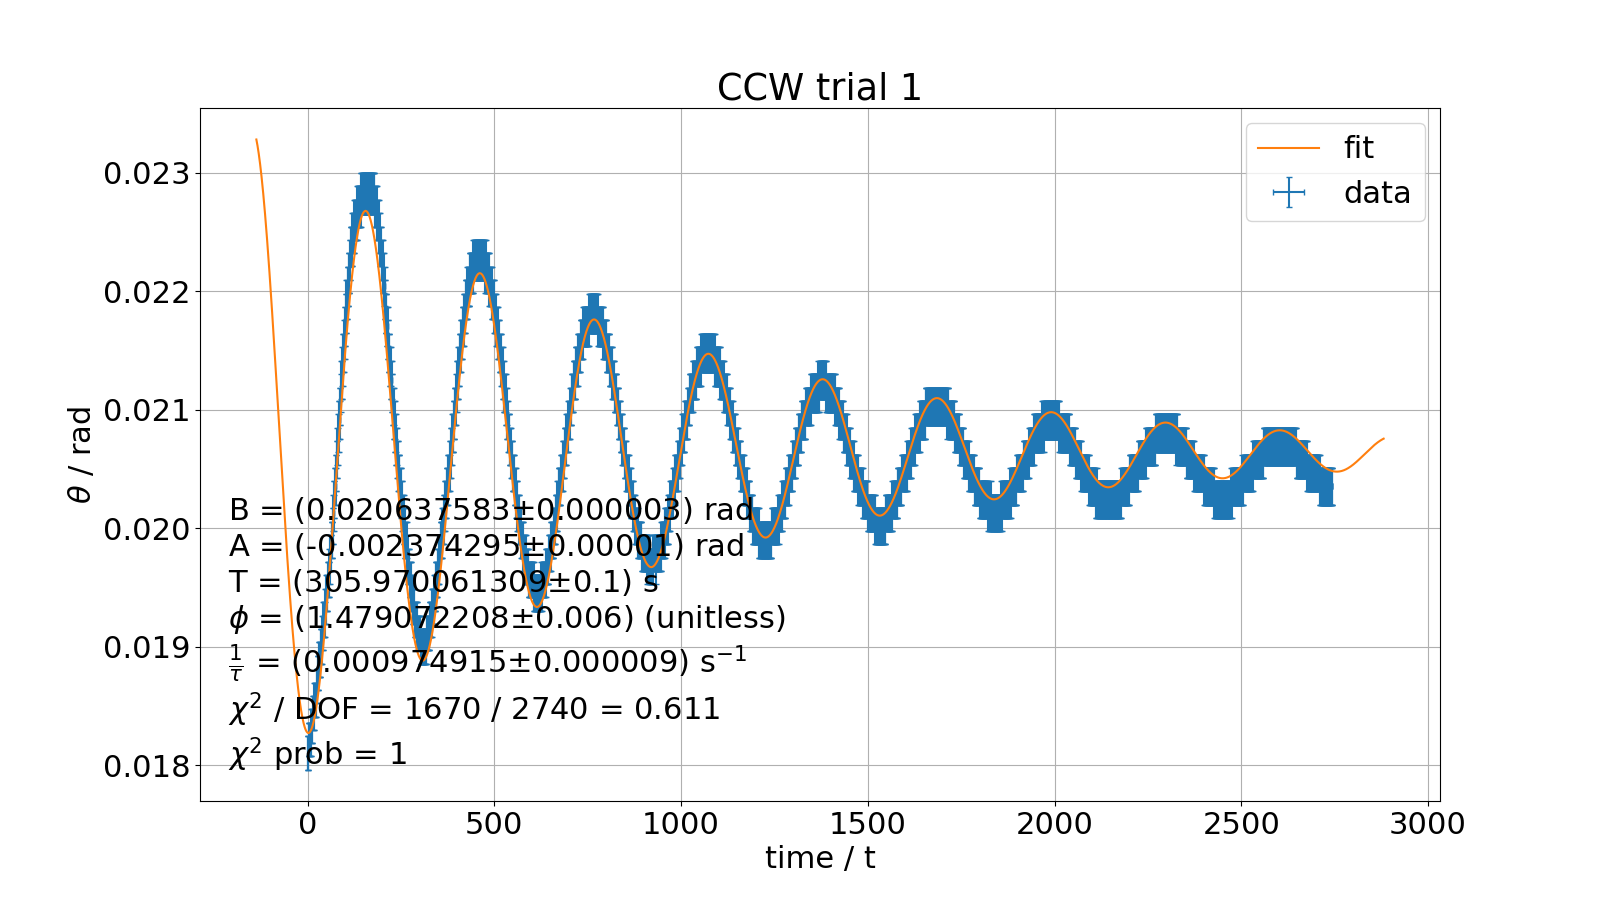 CCW trial 1
fit
data
0.023
0.022
0.021
0.020
0.019
0.018
θ / rad
B = (0.020637583±0.000003) rad
A = (-0.002374295±0.00001) rad
T = (305.970061309±0.1) s
ϕ = (1.479072208±0.006) (unitless)
1/τ = (0.000974915±0.000009) s⁻¹
χ² / DOF = 1670 / 2740 = 0.611
χ² prob = 1
0 500 1000 1500 2000 2500 3000
time / t